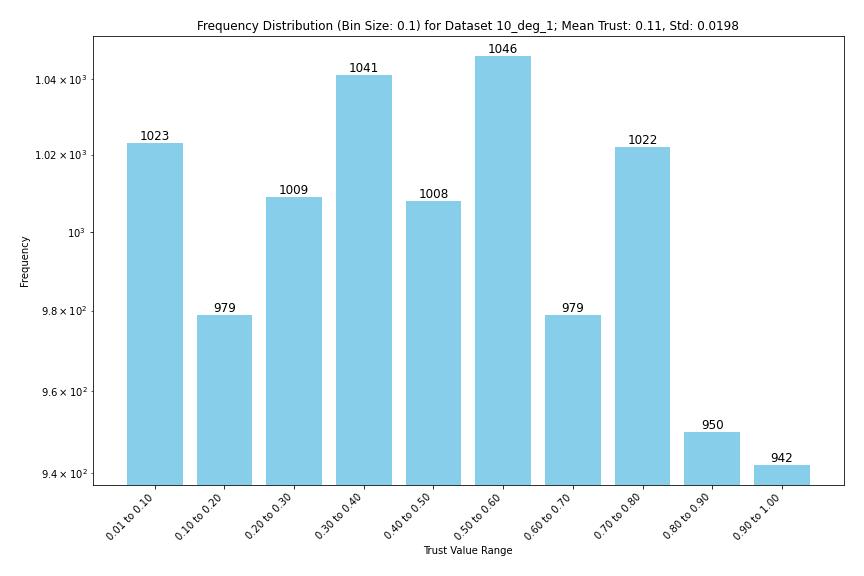 Frequency Distribution (Bin Size: 0.1) for Dataset 10_deg_1; Mean Trust: 0.11, Std: 0.0198
1.04 × 10³
1.02 × 10³
10³
9.8 × 10²
9.6 × 10²
9.4 × 10²
Frequency
1023
979
1009
1041
1008
1046
979
1022
950
942
0.01 to 0.10
0.10 to 0.20
0.20 to 0.30
0.30 to 0.40
0.40 to 0.50
0.50 to 0.60
0.60 to 0.70
0.70 to 0.80
0.80 to 0.90
0.90 to 1.00
Trust Value Range